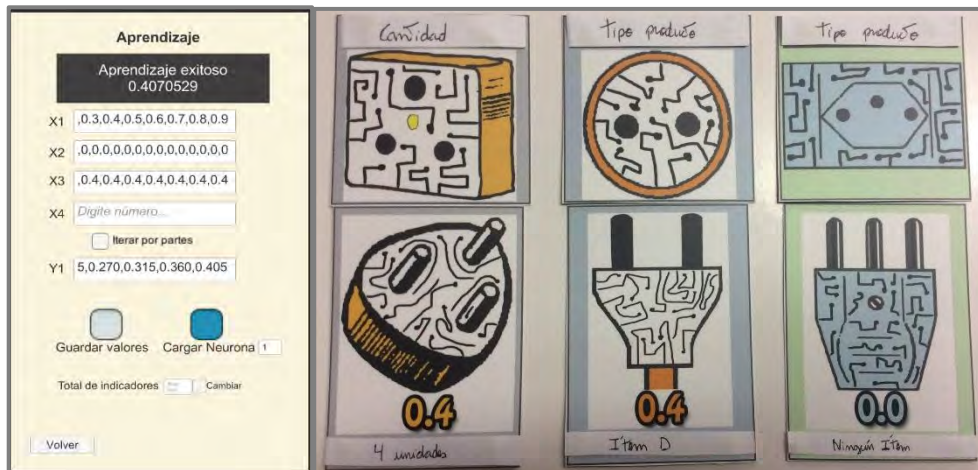 Aprendizaje
Aprendizaje exitoso
0.4070529
X1 ,0.3,0.4,0.5,0.6,0.7,0.8,0.9
X2 ,0,0,0,0,0,0,0,0,0,0,0,0
X3 ,0.4,0.4,0.4,0.4,0.4,0.4,0.4
X4 Digite número...
Iterar por partes
Y1 5,0.270,0.315,0.360,0.405
Guardar valores Cargar Neurona 1
Total de indicadores Cambiar
Volver
Cantidad
Tipo producto
Tipo producto
0.4
0.4
0.0
4 unidades
Item D
Ningún Item